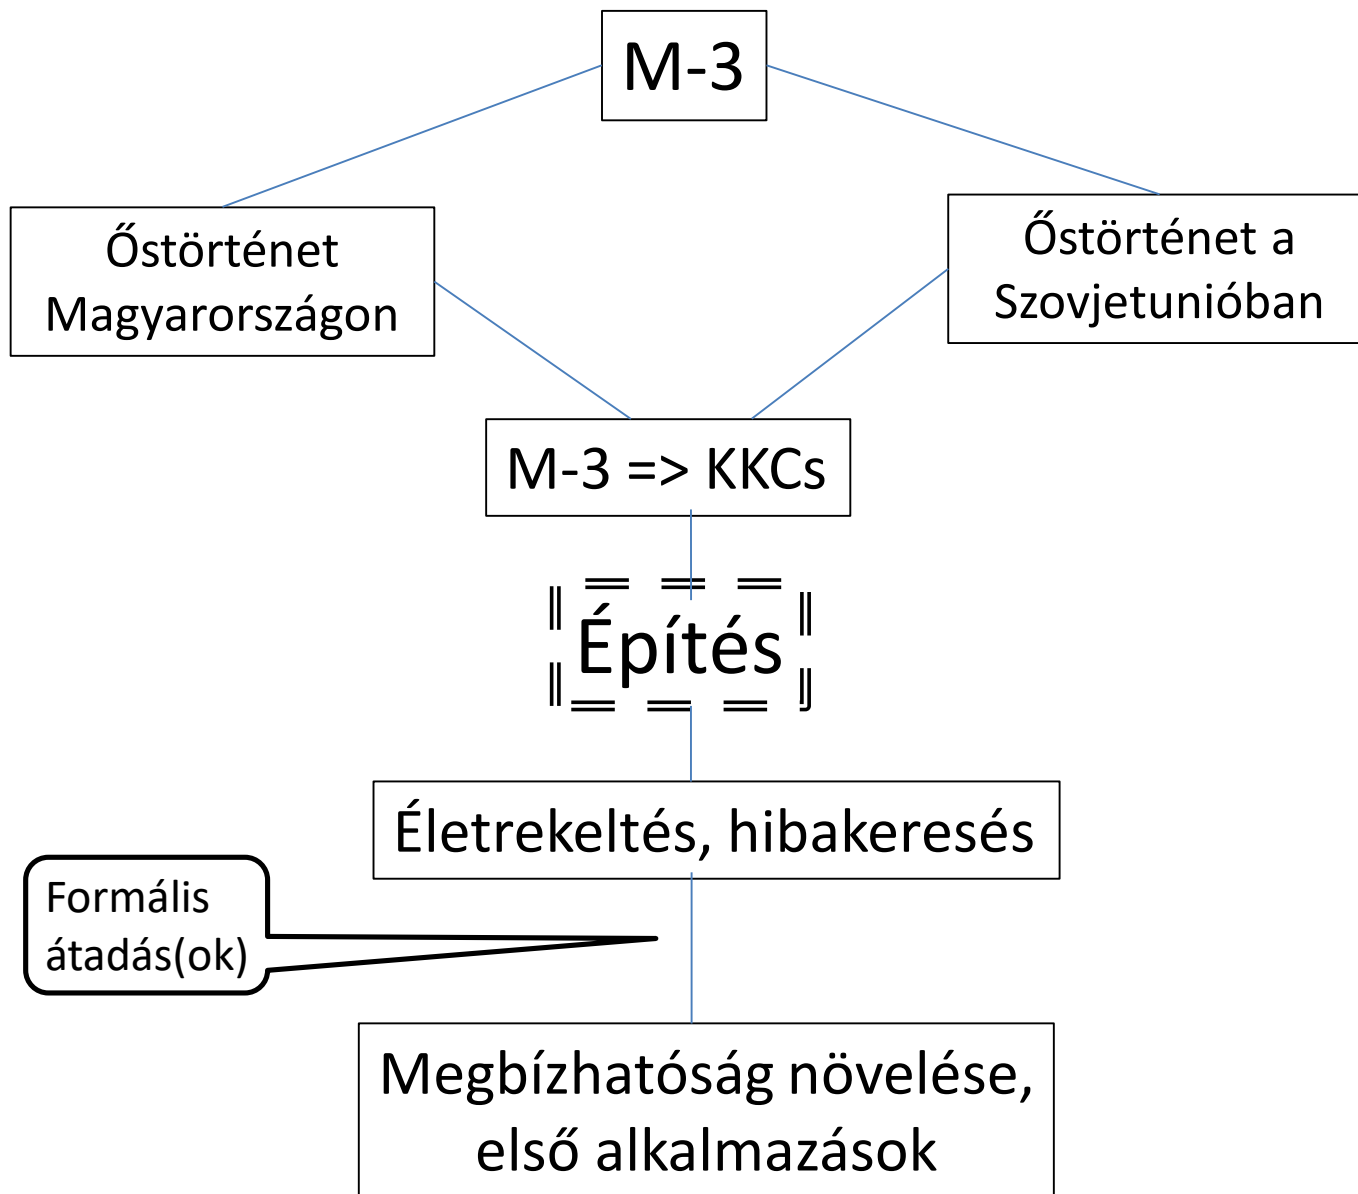 M-3
Őstörténet
Magyarországon
Őstörténet a
Szovjetunióban
M-3 => KKCs
Építés
Életrekeltés, hibakeresés
Formális
átadás(ok)
Megbízhatóság növelése,
első alkalmazások